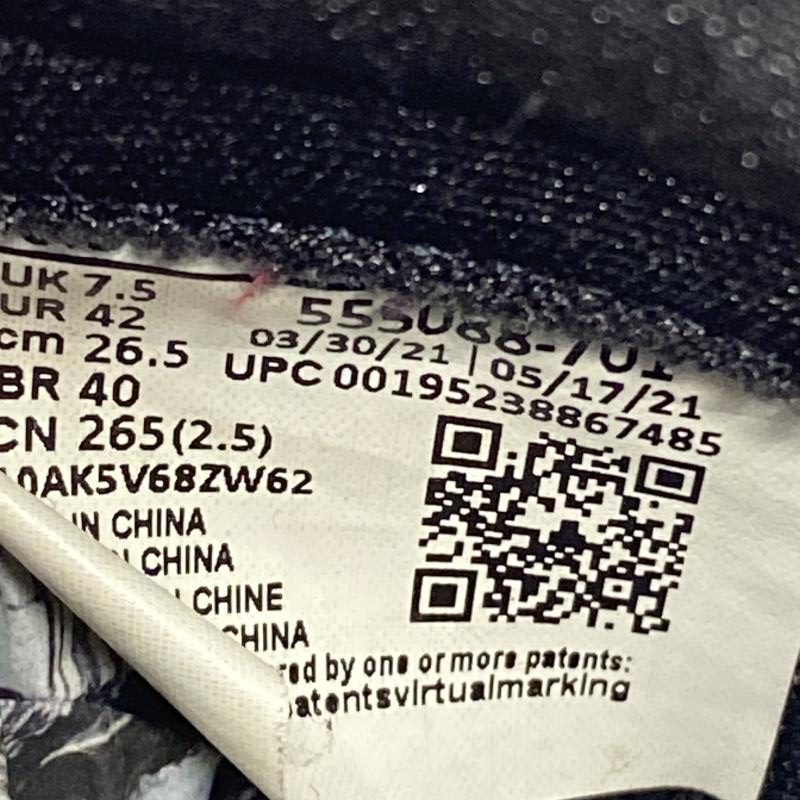 UK 7.5
UR 42
cm 26.5
BR 40
CN 265(2.5)
0AK5V68ZW62
IN CHINA
CHINA
CHINE
CHINA
555088-701
03/30/21 | 05/17/21
UPC 00195238867485
red by one or more patents:
patentsvirtualmarking